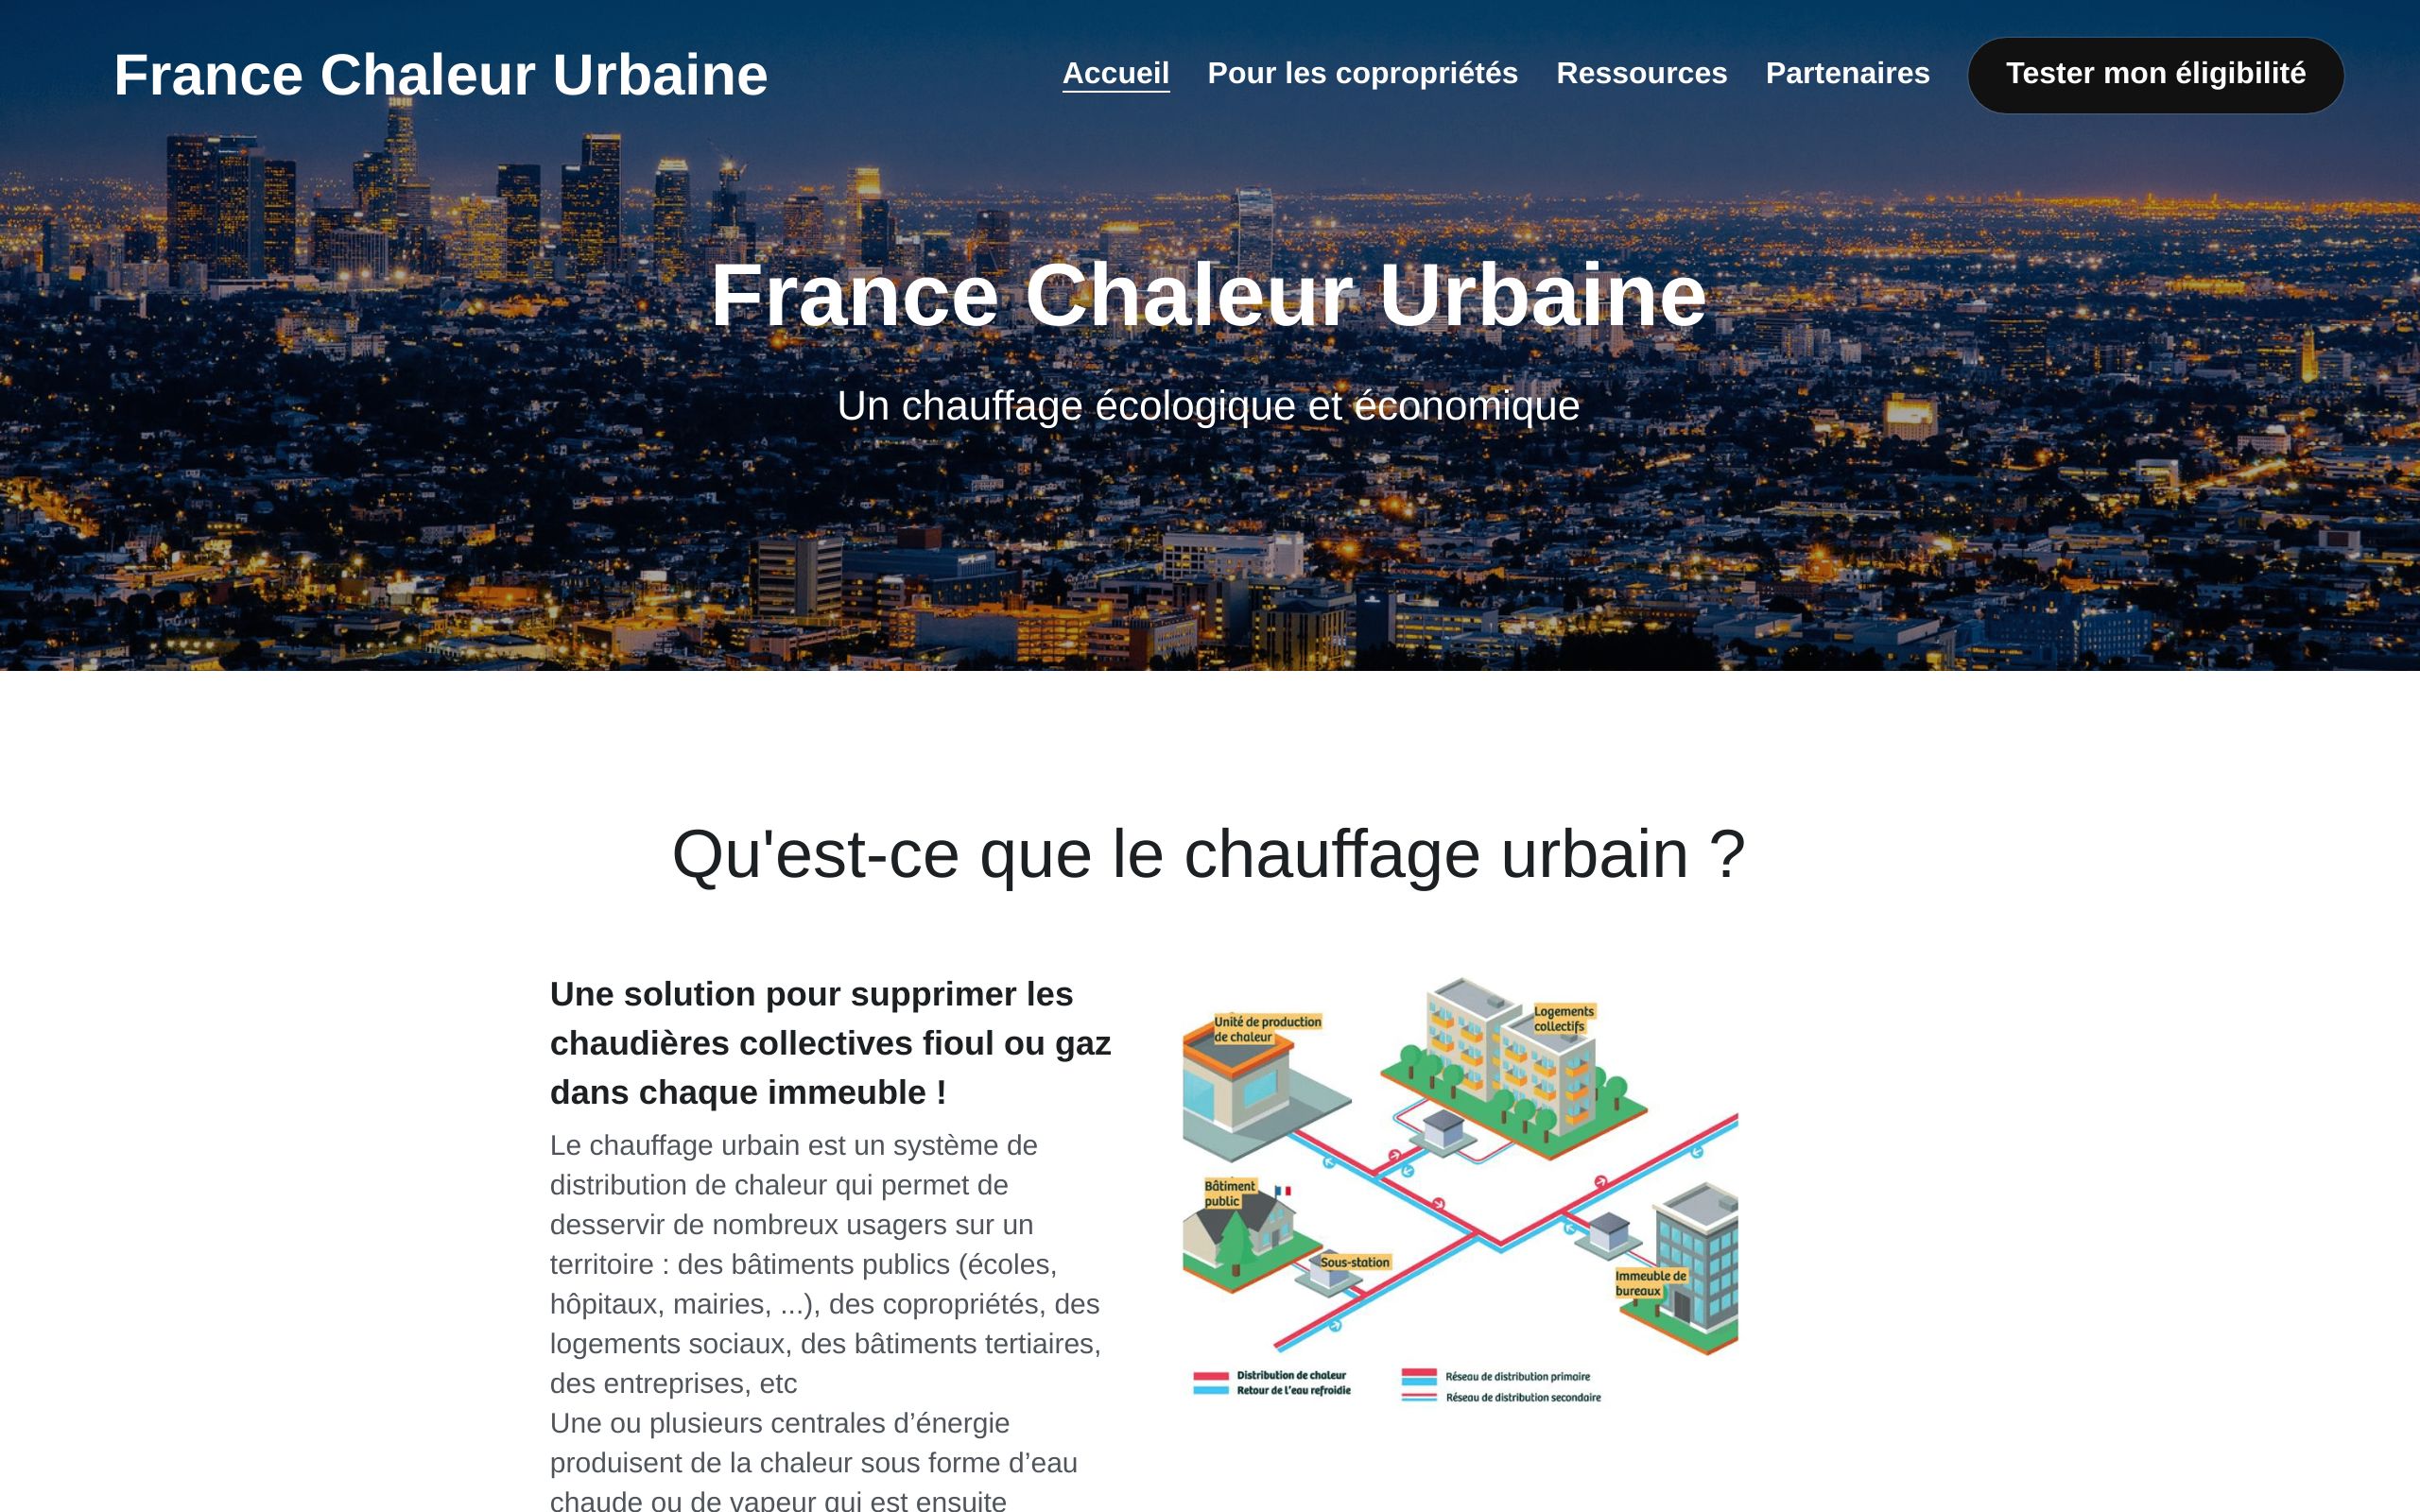 France Chaleur Urbaine
Accueil
Pour les copropriétés
Ressources
Partenaires
Tester mon éligibilité
France Chaleur Urbaine
Un chauffage écologique et économique
Qu'est-ce que le chauffage urbain ?
Une solution pour supprimer les
chaudières collectives fioul ou gaz
dans chaque immeuble !
Le chauffage urbain est un système de
distribution de chaleur qui permet de
desservir de nombreux usagers sur un
territoire : des bâtiments publics (écoles,
hôpitaux, mairies, ...), des copropriétés, des
logements sociaux, des bâtiments tertiaires,
des entreprises, etc
Une ou plusieurs centrales d’énergie
produisent de la chaleur sous forme d’eau
chaude ou de vapeur qui est ensuite
Unité de production
de chaleur
Logements
collectifs
Bâtiment
public
Sous-station
Immeuble de
bureaux
Distribution de chaleur
Retour de l’eau refroidie
Réseau de distribution primaire
Réseau de distribution secondaire